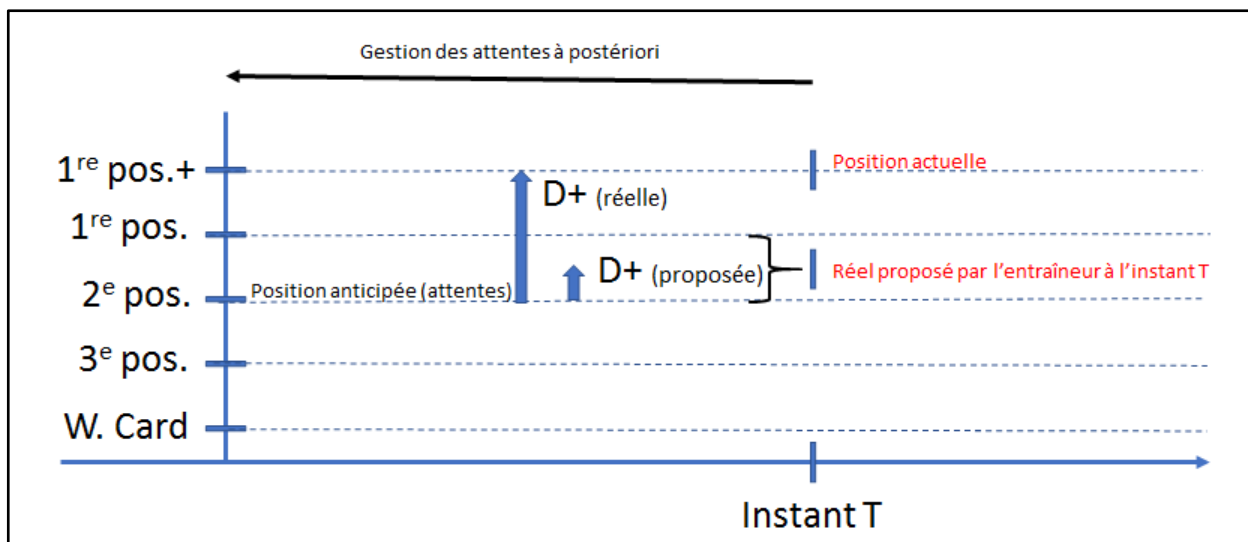 Gestion des attentes à postériori
1re pos.+
Position actuelle
D+ (réelle)
1re pos.
D+ (proposée)
Réel proposé par l’entraîneur à l’instant T
2e pos.
Position anticipée (attentes)
3e pos.
W. Card
Instant T